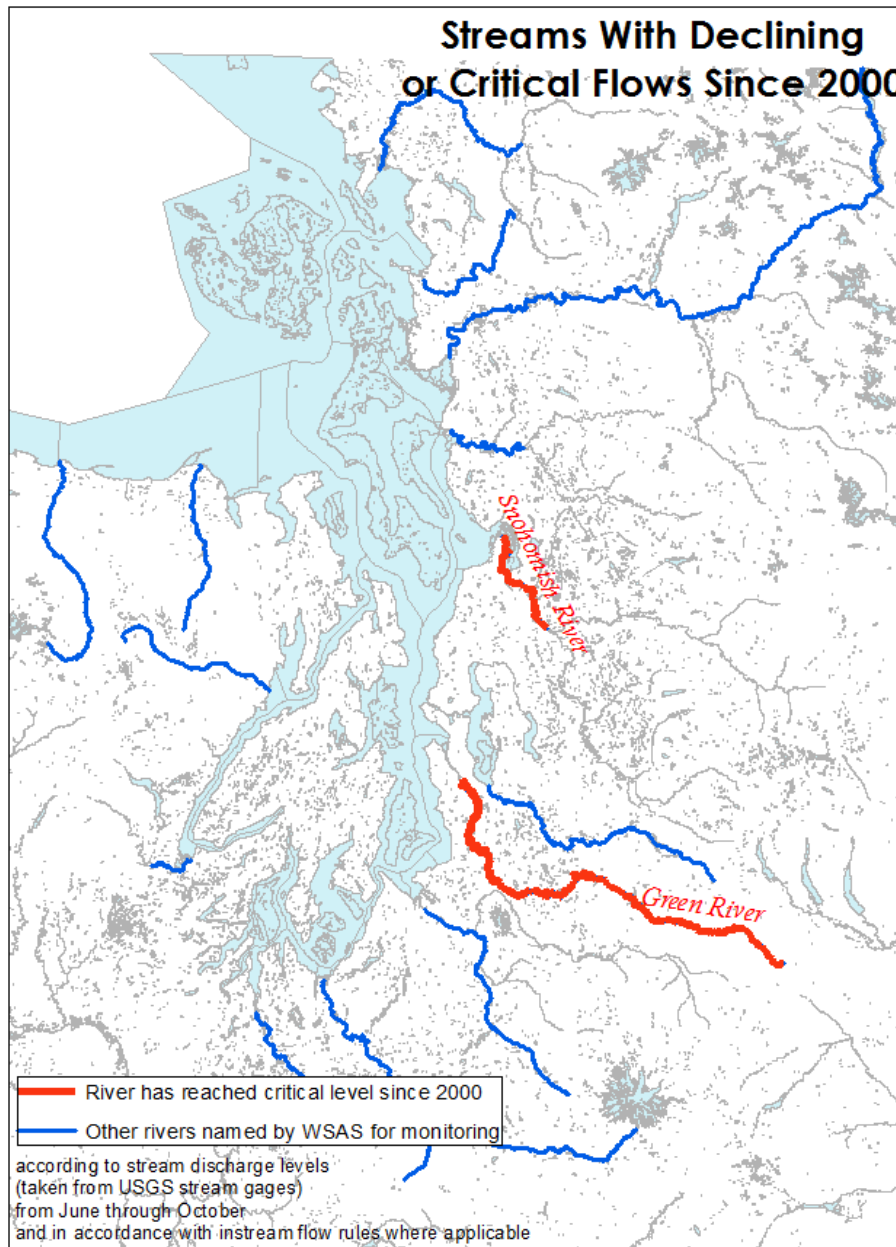 Streams With Declining
or Critical Flows Since 2000
Snohomish River
Green River
River has reached critical level since 2000
Other rivers named by WSAS for monitoring
according to stream discharge levels
(taken from USGS stream gages)
from June through October
and in accordance with instream flow rules where applicable